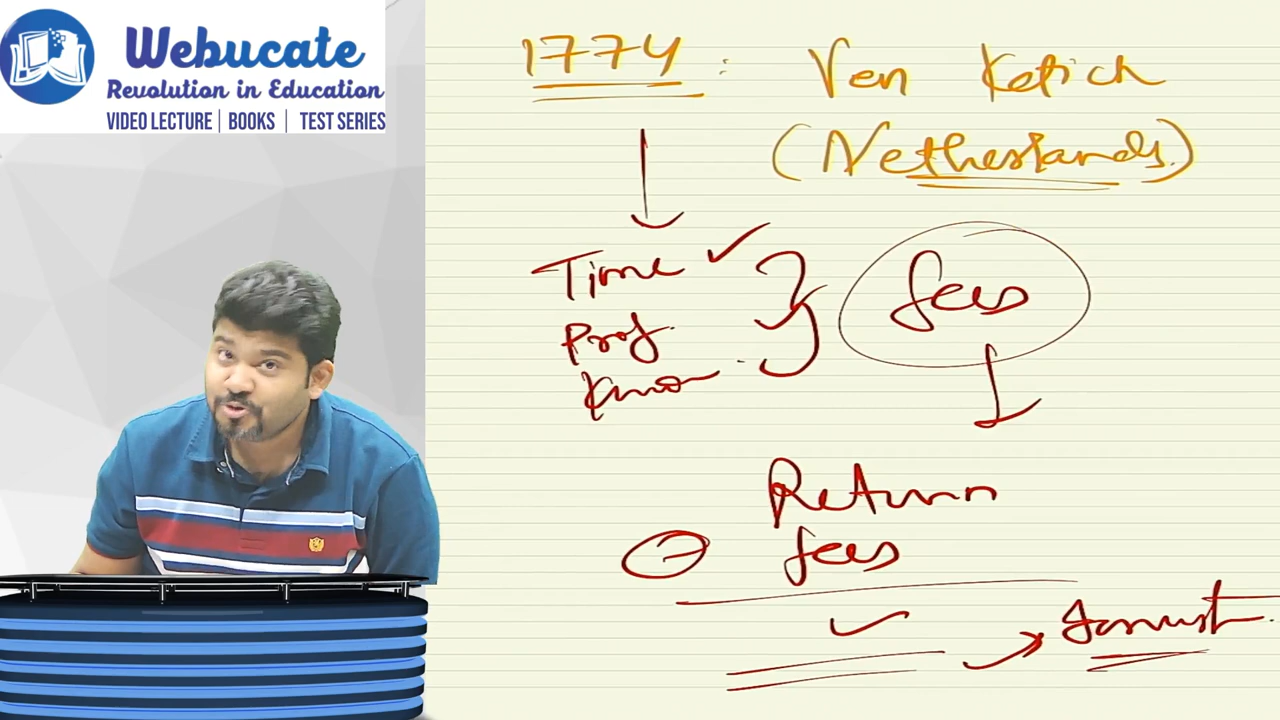 Webucate
Revolution in Education
VIDEO LECTURE | BOOKS | TEST SERIES
1774 : Ven Ketich
(Netherlands)
Time ✓
Prof.
Know
fees
Return
fees